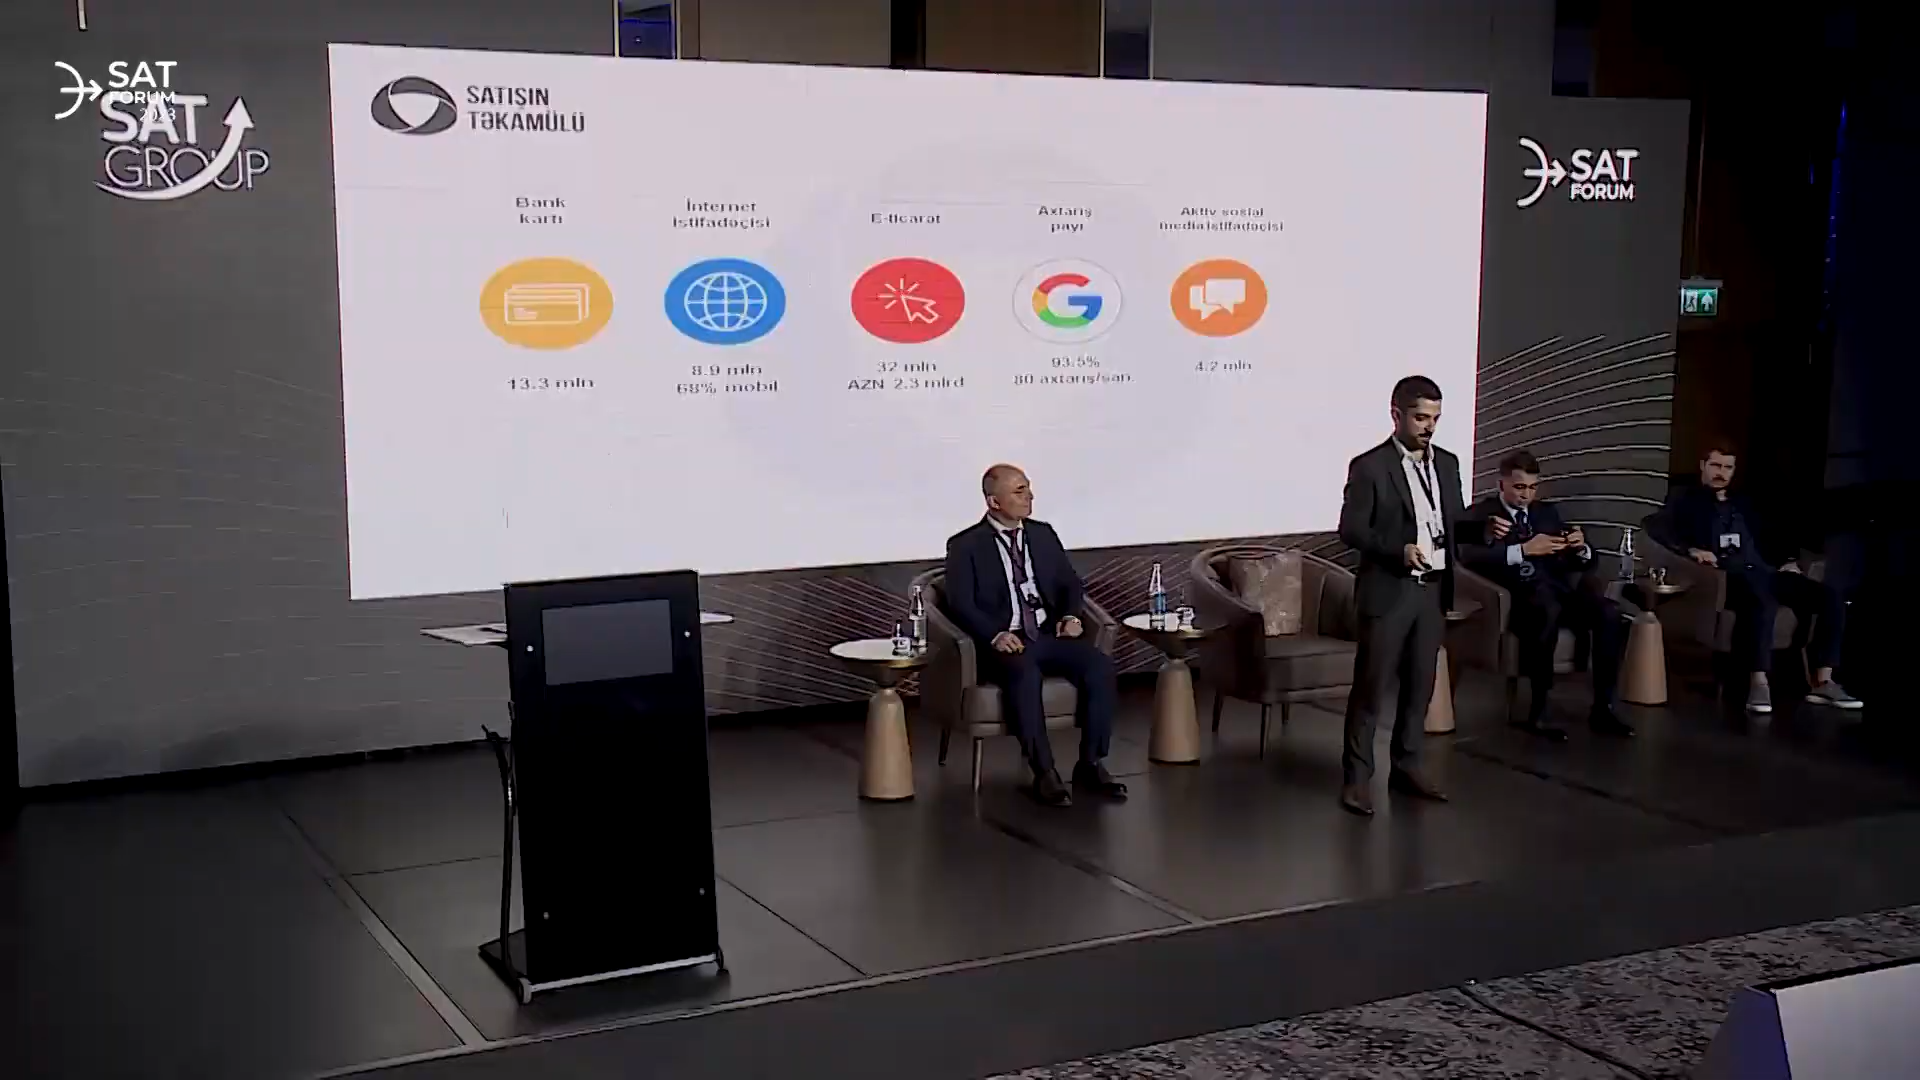 SAT
FORUM
2023
SAT
GROUP
SATIŞIN
TƏKAMÜLÜ
SAT
FORUM
Bank
kartı
İnternet
istifadəçisi
E-ticarət
Axtarış
payı
Aktiv sosial
media istifadəçisi
13.3 mln
8.9 mln
68% mobil
32 mln
AZN 2.3 mlrd
93.5%
80 axtarış/san.
4.2 mln